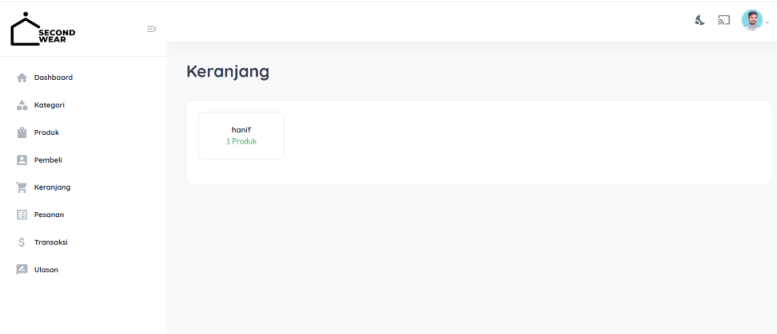 SECOND
WEAR
Dashboard
Kategori
Produk
Pembeli
Keranjang
Pesanan
Transaksi
Ulasan
Keranjang
hanif
1 Produk